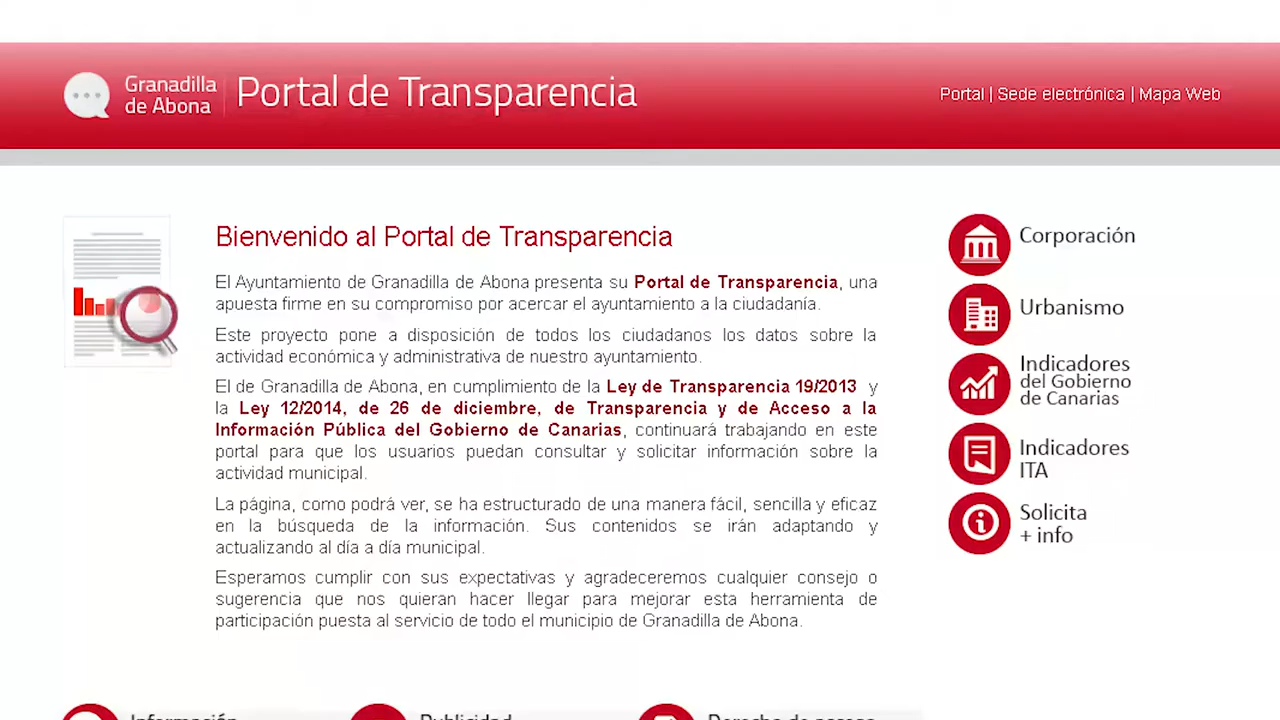 Granadilla
de Abona
Portal de Transparencia
Portal | Sede electrónica | Mapa Web
Bienvenido al Portal de Transparencia
El Ayuntamiento de Granadilla de Abona presenta su Portal de Transparencia, una
apuesta firme en su compromiso por acercar el ayuntamiento a la ciudadanía.
Este proyecto pone a disposición de todos los ciudadanos los datos sobre la
actividad económica y administrativa de nuestro ayuntamiento.
El de Granadilla de Abona, en cumplimiento de la Ley de Transparencia 19/2013 y
la Ley 12/2014, de 26 de diciembre, de Transparencia y de Acceso a la
Información Pública del Gobierno de Canarias, continuará trabajando en este
portal para que los usuarios puedan consultar y solicitar información sobre la
actividad municipal.
La página, como podrá ver, se ha estructurado de una manera fácil, sencilla y eficaz
en la búsqueda de la información. Sus contenidos se irán adaptando y
actualizando al día a día municipal.
Esperamos cumplir con sus expectativas y agradeceremos cualquier consejo o
sugerencia que nos quieran hacer llegar para mejorar esta herramienta de
participación puesta al servicio de todo el municipio de Granadilla de Abona.
Corporación
Urbanismo
Indicadores
del Gobierno
de Canarias
Indicadores
ITA
Solicita
+ info
Información
Publicidad
Derecho de acceso